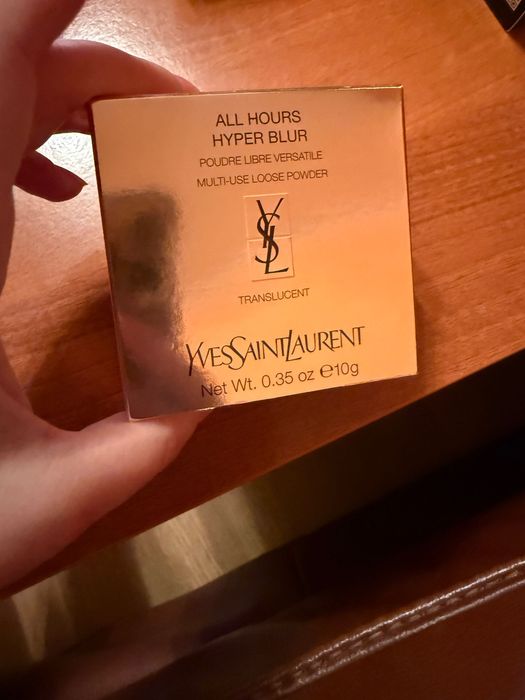 ALL HOURS
HYPER BLUR
POUDRE LIBRE VERSATILE
MULTI-USE LOOSE POWDER
YSL
TRANSLUCENT
YVESSAINTLAURENT
Net Wt. 0.35 oz ℮10g